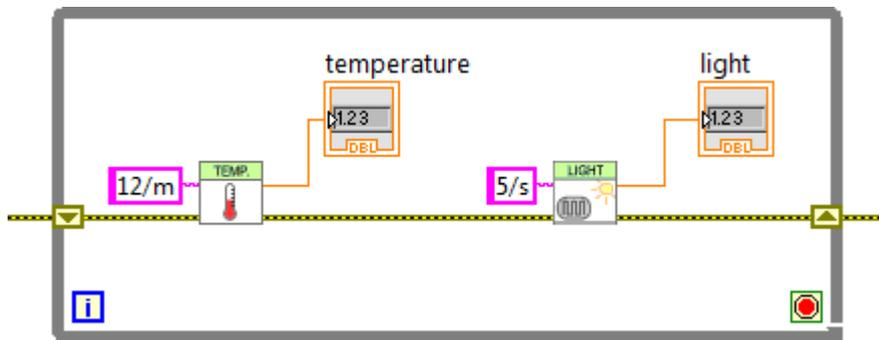 temperature
light
1.23
DBL
1.23
DBL
12/m
TEMP.
5/s
LIGHT
i